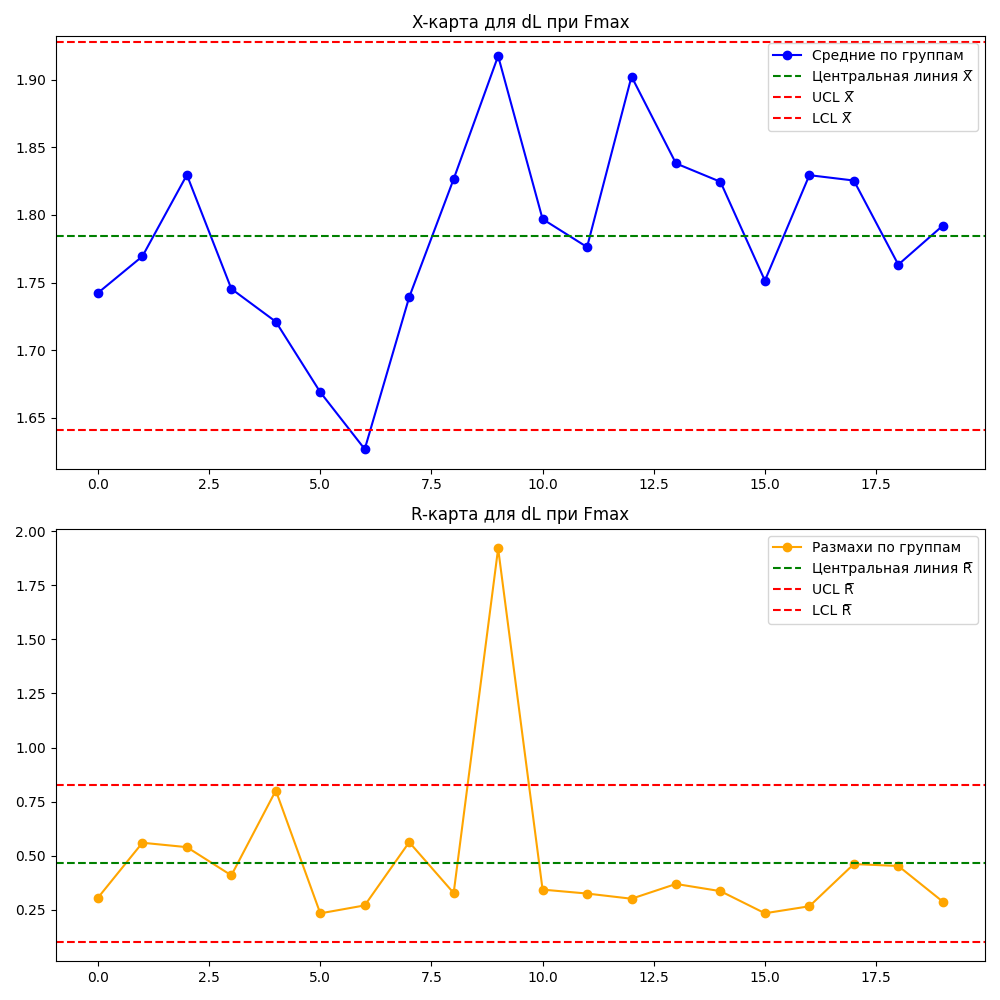 X-карта для dL при Fmax
1.90
1.85
1.80
1.75
1.70
1.65
Средние по группам
Центральная линия X̅
UCL X̅
LCL X̅
0.0 2.5 5.0 7.5 10.0 12.5 15.0 17.5
R-карта для dL при Fmax
2.00
1.75
1.50
1.25
1.00
0.75
0.50
0.25
Размахи по группам
Центральная линия R̅
UCL R̅
LCL R̅
0.0 2.5 5.0 7.5 10.0 12.5 15.0 17.5